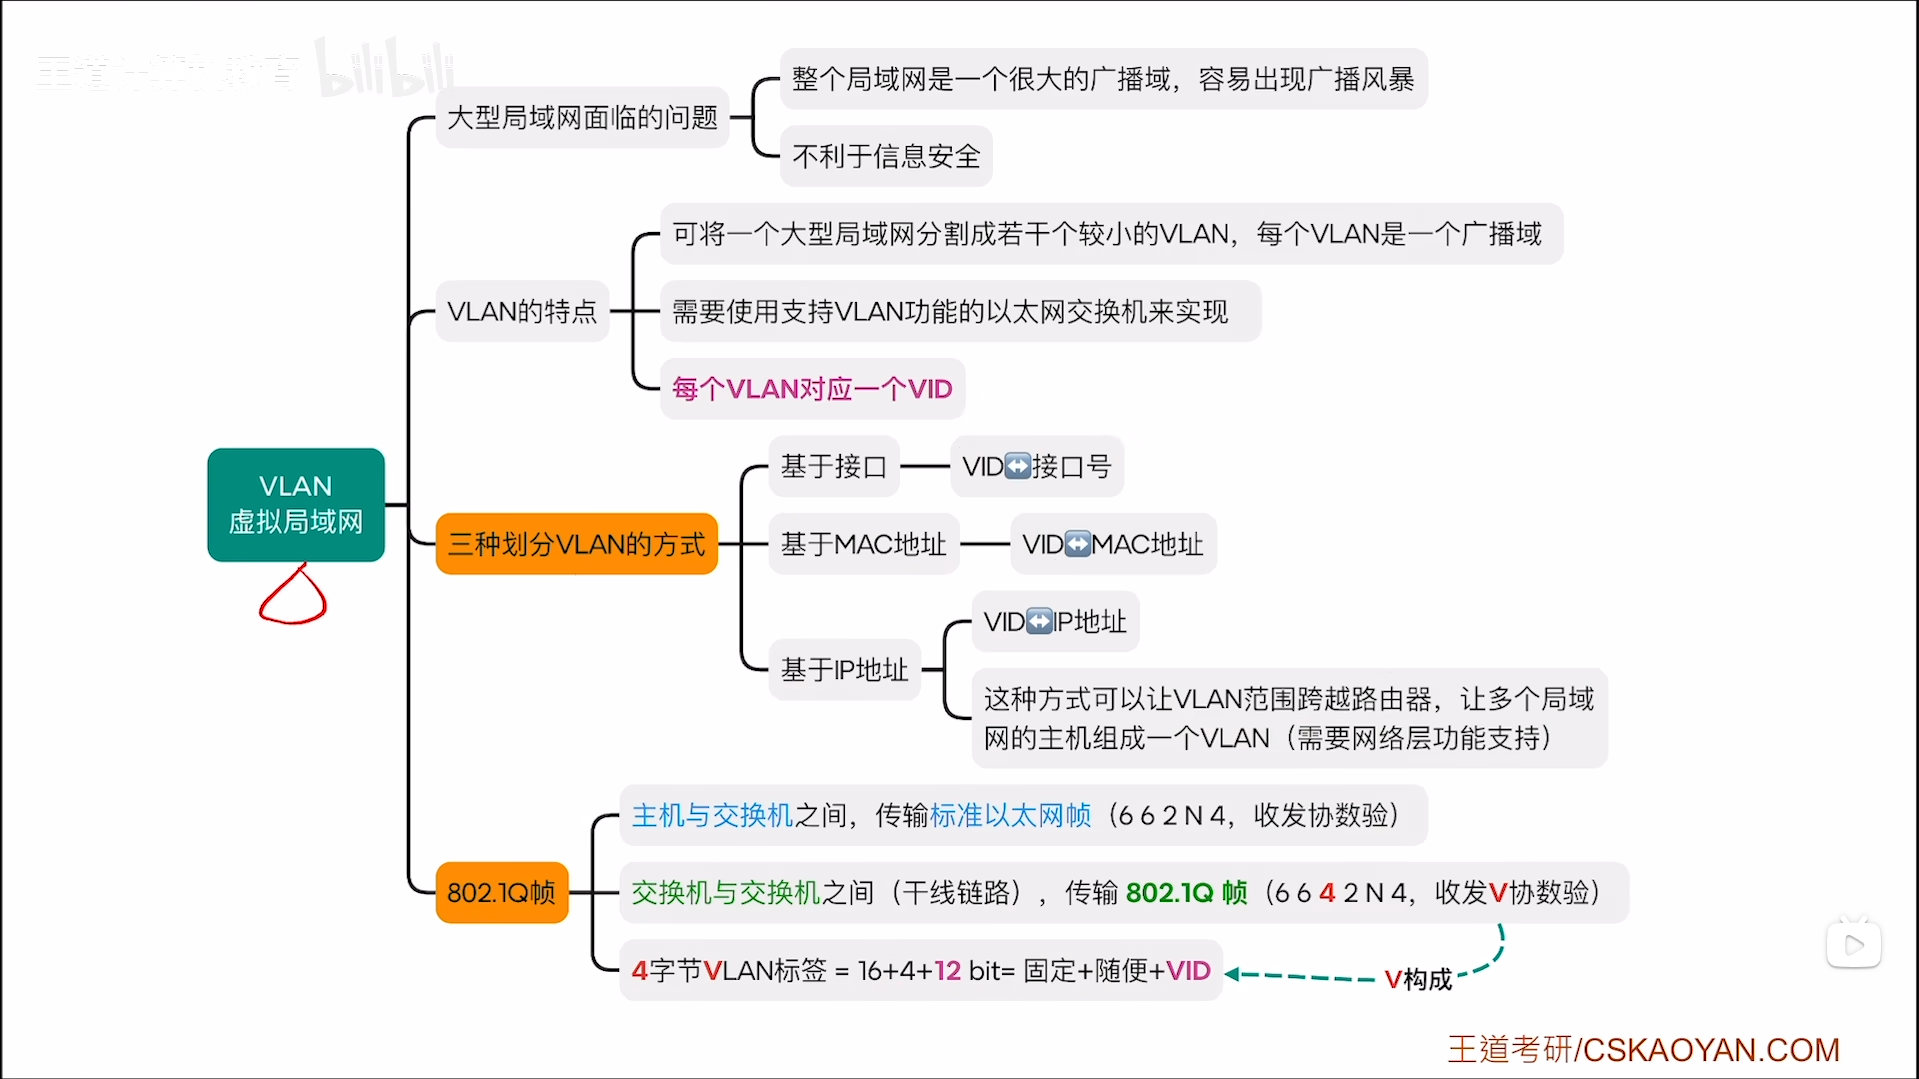 bilibili
大型局域网面临的问题
整个局域网是一个很大的广播域，容易出现广播风暴
不利于信息安全
VLAN的特点
可将一个大型局域网分割成若干个较小的VLAN，每个VLAN是一个广播域
需要使用支持VLAN功能的以太网交换机来实现
每个VLAN对应一个VID
VLAN
虚拟局域网
三种划分VLAN的方式
基于接口
VID↔接口号
基于MAC地址
VID↔MAC地址
基于IP地址
VID↔IP地址
这种方式可以让VLAN范围跨越路由器，让多个局域
网的主机组成一个VLAN（需要网络层功能支持）
802.1Q帧
主机与交换机之间，传输标准以太网帧（6 6 2 N 4，收发协数验）
交换机与交换机之间（干线链路），传输 802.1Q 帧（6 6 4 2 N 4，收发V协数验）
4字节VLAN标签 = 16+4+12 bit= 固定+随便+VID
V构成
王道考研/CSKAOYAN.COM